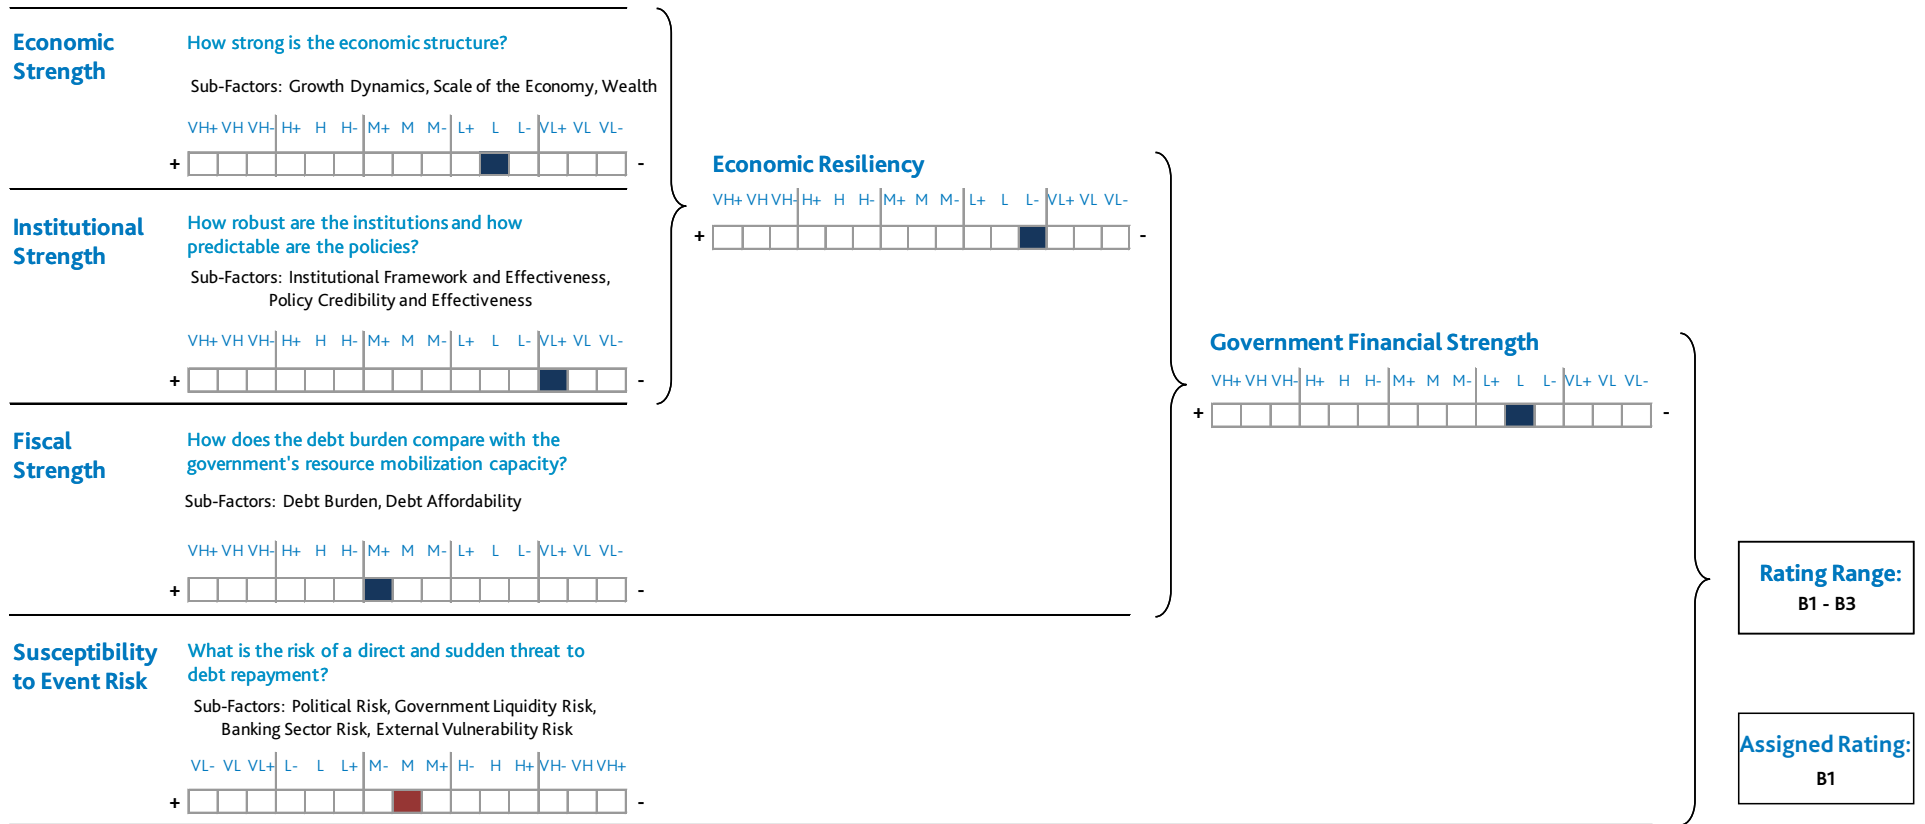 Economic
Strength
How strong is the economic structure?
Sub-Factors: Growth Dynamics, Scale of the Economy, Wealth
VH+ VH VH- H+ H H- M+ M M- L+ L L- VL+ VL VL-
+ -
Institutional
Strength
How robust are the institutions and how
predictable are the policies?
Sub-Factors: Institutional Framework and Effectiveness,
Policy Credibility and Effectiveness
VH+ VH VH- H+ H H- M+ M M- L+ L L- VL+ VL VL-
+ -
Economic Resiliency
VH+ VH VH- H+ H H- M+ M M- L+ L L- VL+ VL VL-
+ -
Fiscal
Strength
How does the debt burden compare with the
government's resource mobilization capacity?
Sub-Factors: Debt Burden, Debt Affordability
VH+ VH VH- H+ H H- M+ M M- L+ L L- VL+ VL VL-
+ -
Government Financial Strength
VH+ VH VH- H+ H H- M+ M M- L+ L L- VL+ VL VL-
+ -
Susceptibility
to Event Risk
What is the risk of a direct and sudden threat to
debt repayment?
Sub-Factors: Political Risk, Government Liquidity Risk,
Banking Sector Risk, External Vulnerability Risk
VL- VL VL+ L- L L+ M- M M+ H- H H+ VH- VH VH+
+ -
Rating Range:
B1 - B3
Assigned Rating:
B1